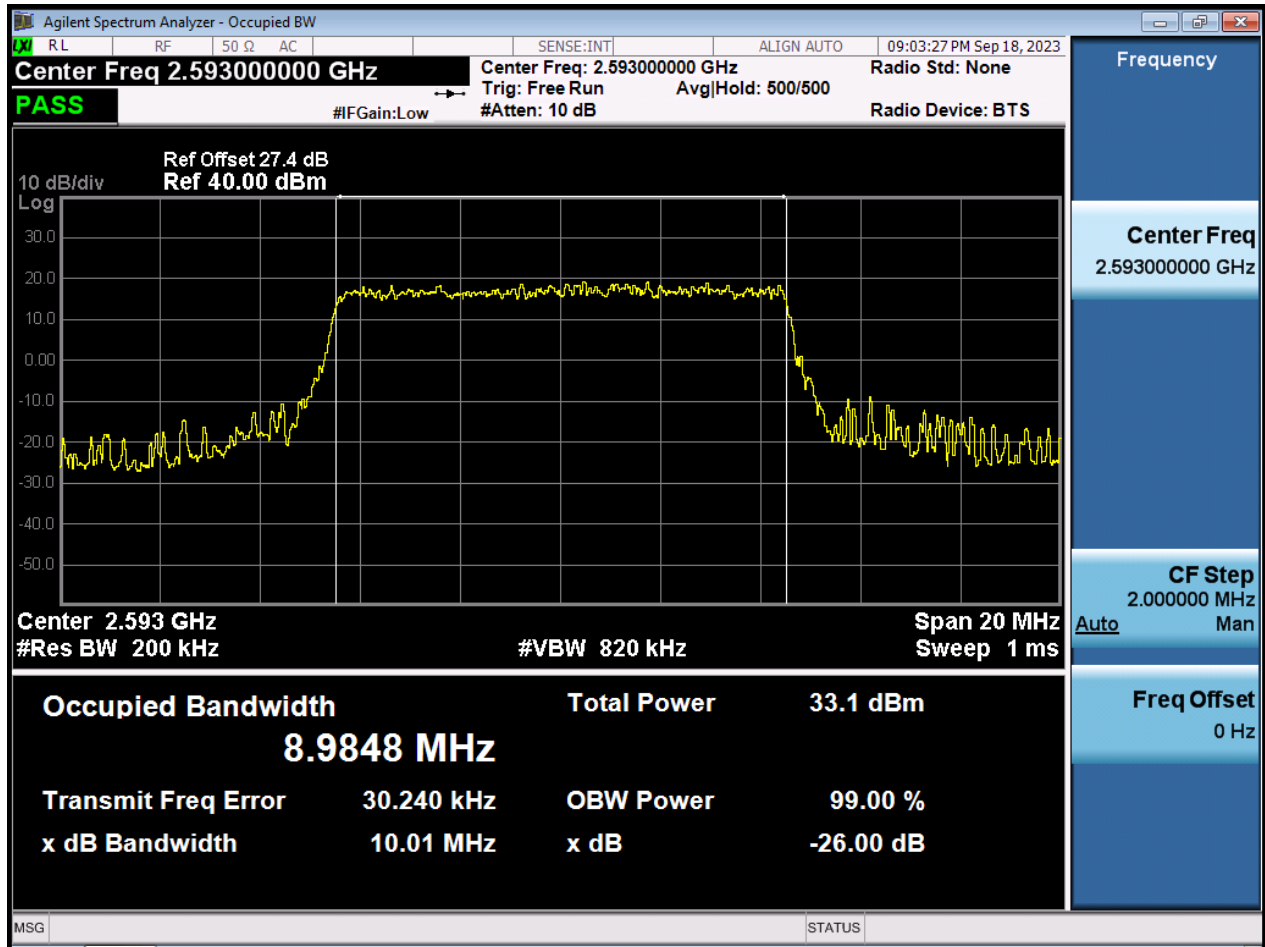 Agilent Spectrum Analyzer - Occupied BW
LXI RL RF 50 Ω AC SENSE:INT ALIGN AUTO 09:03:27 PM Sep 18, 2023
Center Freq 2.593000000 GHz
PASS
#IFGain:Low
Center Freq: 2.593000000 GHz
Trig: Free Run Avg|Hold: 500/500
#Atten: 10 dB
Radio Std: None
Radio Device: BTS
Ref Offset 27.4 dB
10 dB/div Ref 40.00 dBm
Log
30.0
20.0
10.0
0.00
-10.0
-20.0
-30.0
-40.0
-50.0
Center 2.593 GHz Span 20 MHz
#Res BW 200 kHz #VBW 820 kHz Sweep 1 ms
Occupied Bandwidth Total Power 33.1 dBm
8.9848 MHz
Transmit Freq Error 30.240 kHz OBW Power 99.00 %
x dB Bandwidth 10.01 MHz x dB -26.00 dB
Frequency
Center Freq
2.593000000 GHz
CF Step
2.000000 MHz
Auto Man
Freq Offset
0 Hz
MSG STATUS